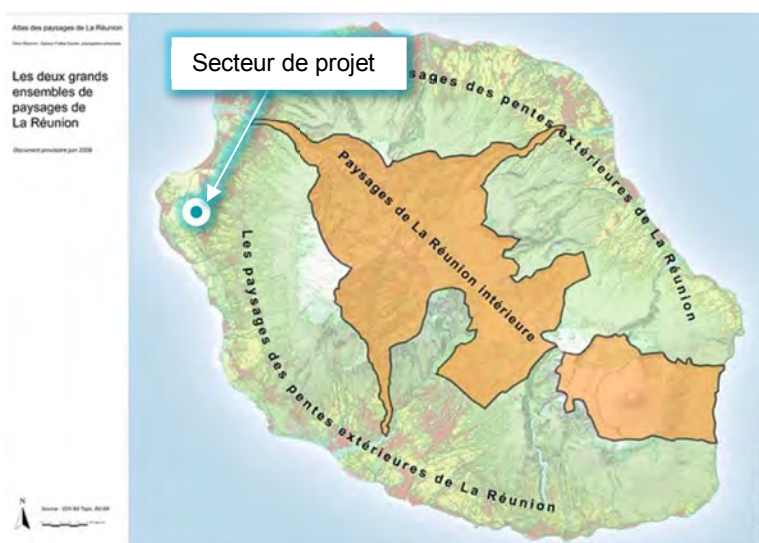 Atlas des paysages de La Réunion
Les deux grands
ensembles de
paysages de
La Réunion
Document provisoire juin 2008
Secteur de projet
sages des pentes extérieures de La Réunion
Paysages de La Réunion intérieure
Les paysages des pentes extérieures de La Réunion
N